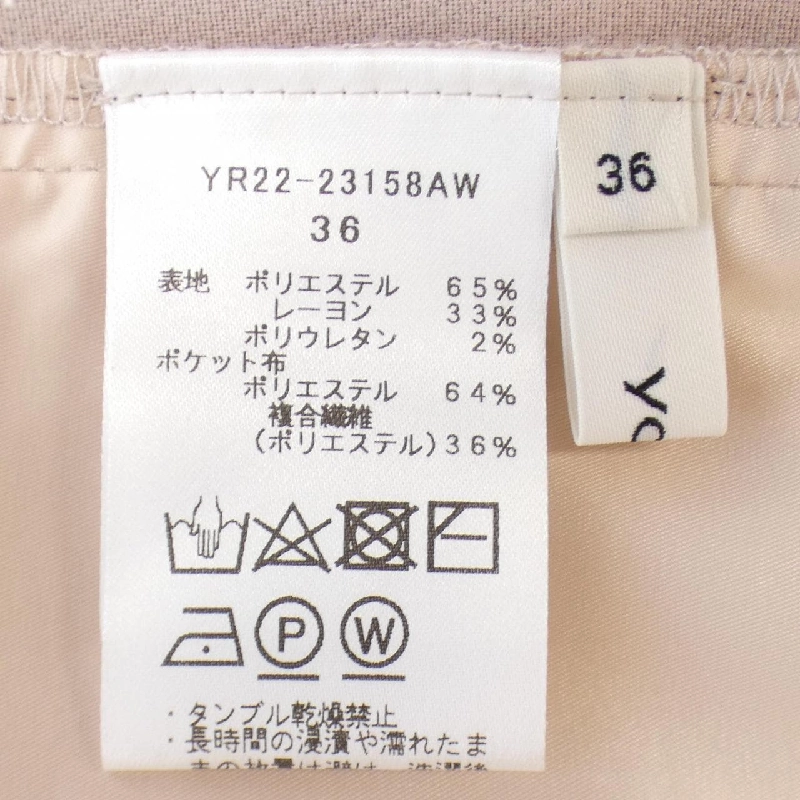 YR22-23158AW
36
表地 ポリエステル 65%
レーヨン 33%
ポリウレタン 2%
ポケット布
ポリエステル 64%
複合繊維
(ポリエステル)36%
P W
・タンブル乾燥禁止
・長時間の浸漬や濡れたま
36
YO